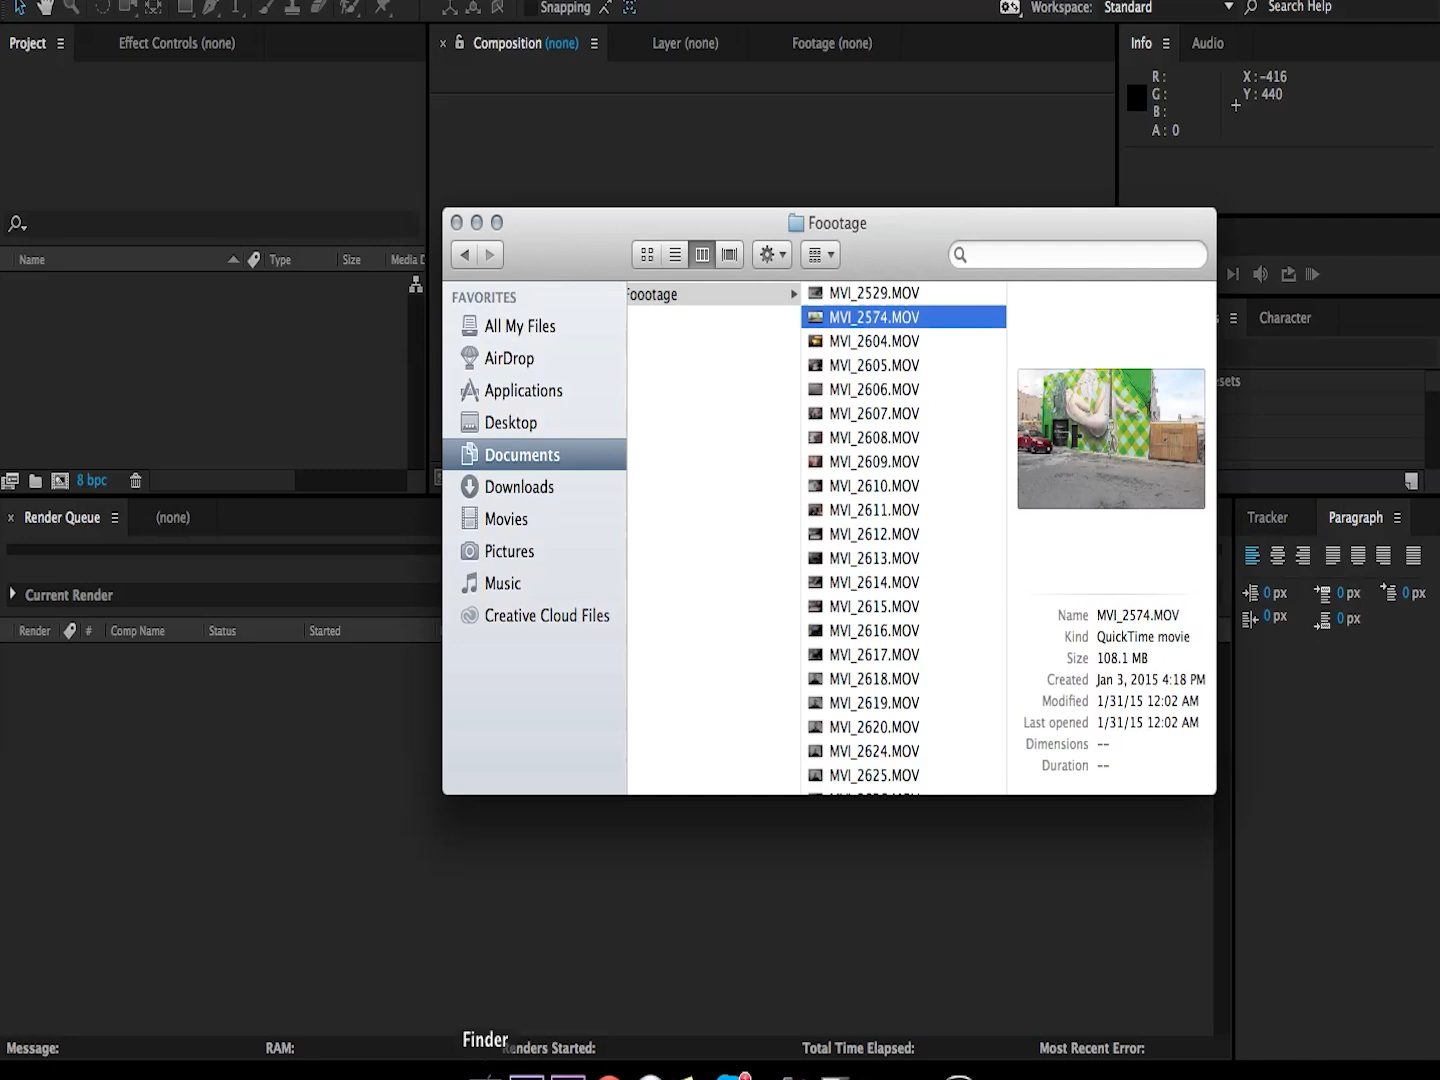 Snapping
Workspace: Standard
Search Help
Project
Effect Controls (none)
Composition (none)
Layer (none)
Footage (none)
Info
Audio
R :
G :
B :
A : 0
X : -416
Y : 440
Name
Type
Size
Media D
8 bpc
Foootage
FAVORITES
All My Files
AirDrop
Applications
Desktop
Documents
Downloads
Movies
Pictures
Music
Creative Cloud Files
Foootage
MVI_2529.MOV
MVI_2574.MOV
MVI_2604.MOV
MVI_2605.MOV
MVI_2606.MOV
MVI_2607.MOV
MVI_2608.MOV
MVI_2609.MOV
MVI_2610.MOV
MVI_2611.MOV
MVI_2612.MOV
MVI_2613.MOV
MVI_2614.MOV
MVI_2615.MOV
MVI_2616.MOV
MVI_2617.MOV
MVI_2618.MOV
MVI_2619.MOV
MVI_2620.MOV
MVI_2624.MOV
MVI_2625.MOV
Name MVI_2574.MOV
Kind QuickTime movie
Size 108.1 MB
Created Jan 3, 2015 4:18 PM
Modified 1/31/15 12:02 AM
Last opened 1/31/15 12:02 AM
Dimensions --
Duration --
Character
esets
Tracker
Paragraph
0 px
0 px
0 px
0 px
0 px
Render Queue
(none)
Current Render
Render
#
Comp Name
Status
Started
Finder
Message:
RAM:
enders Started:
Total Time Elapsed:
Most Recent Error: